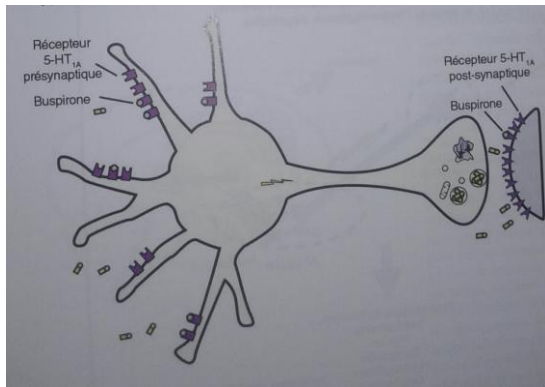 Récepteur
5-HT1A
présynaptique
Buspirone
Récepteur 5-HT1A
post-synaptique
Buspirone